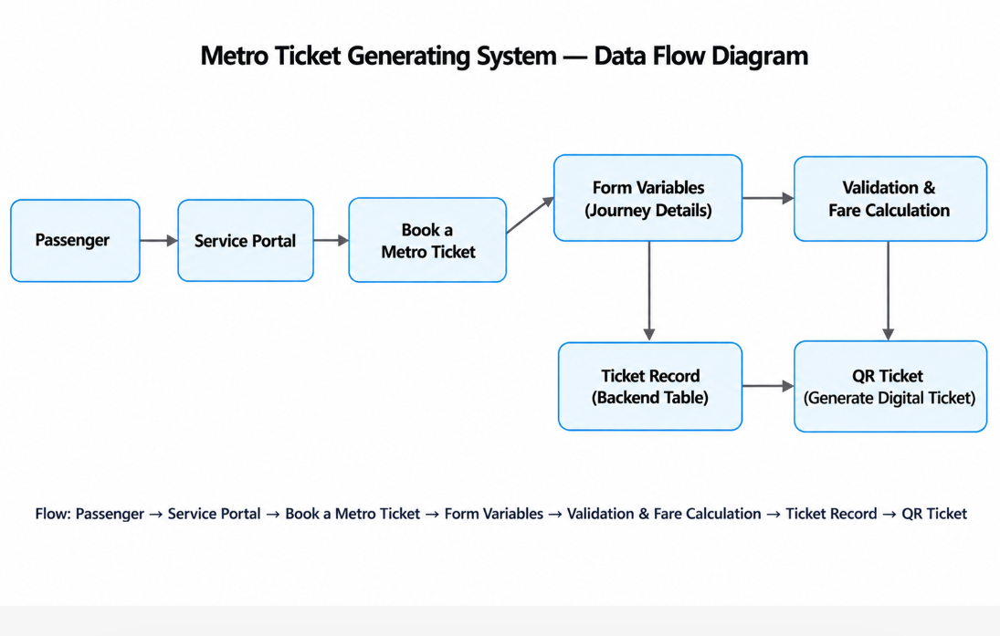 Metro Ticket Generating System — Data Flow Diagram
Passenger
Service Portal
Book a
Metro Ticket
Form Variables
(Journey Details)
Validation &
Fare Calculation
Ticket Record
(Backend Table)
QR Ticket
(Generate Digital Ticket)
Flow: Passenger → Service Portal → Book a Metro Ticket → Form Variables → Validation & Fare Calculation → Ticket Record → QR Ticket